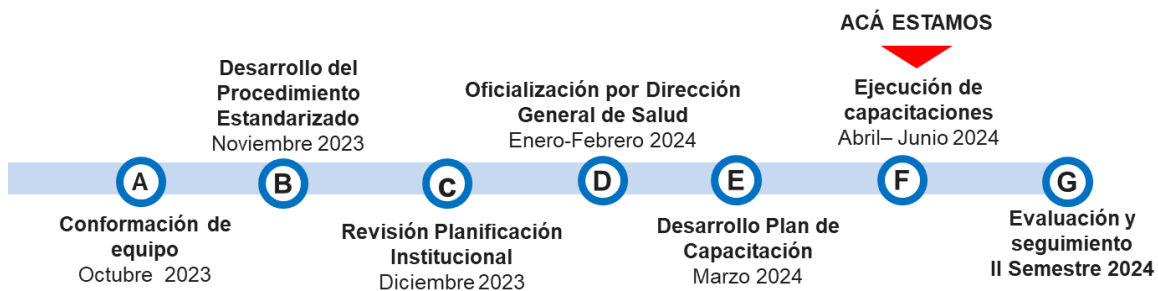 ACÁ ESTAMOS
Desarrollo del
Procedimiento
Estandarizado
Noviembre 2023
Oficialización por Dirección
General de Salud
Enero-Febrero 2024
Ejecución de
capacitaciones
Abril– Junio 2024
A
B
c
D
E
F
G
Conformación de
equipo
Octubre 2023
Revisión Planificación
Institucional
Diciembre 2023
Desarrollo Plan de
Capacitación
Marzo 2024
Evaluación y
seguimiento
II Semestre 2024